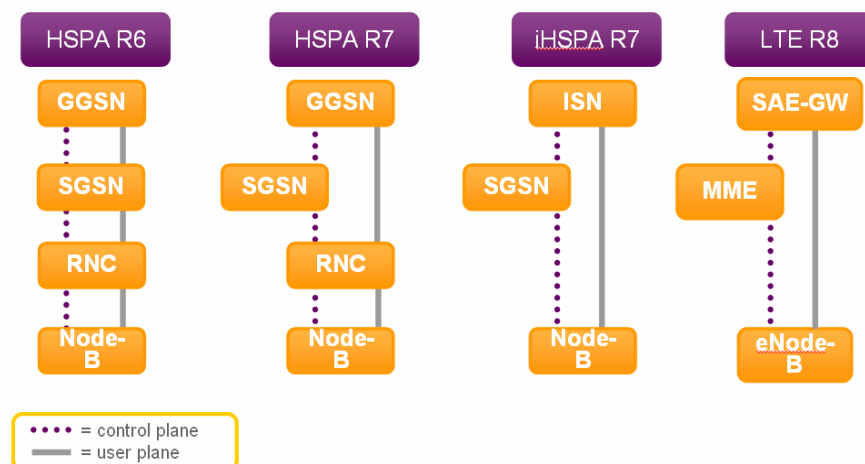 HSPA R6
HSPA R7
iHSPA R7
LTE R8
GGSN
GGSN
ISN
SAE-GW
SGSN
SGSN
SGSN
MME
RNC
RNC
Node-
B
Node-
B
Node-
B
eNode-
B
= control plane
= user plane